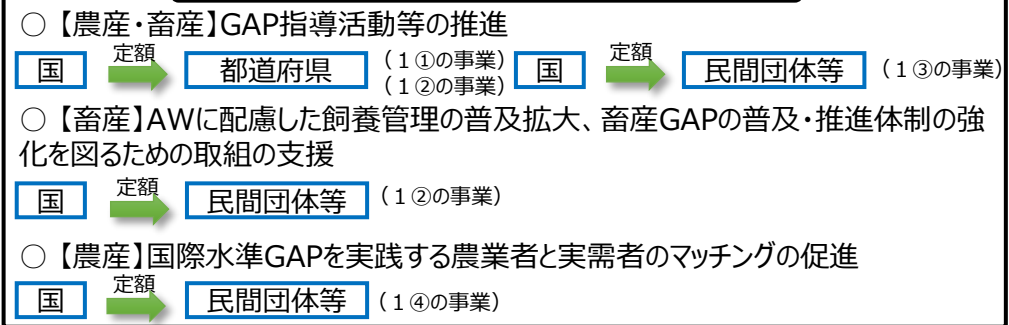 ○【農産・畜産】GAP指導活動等の推進
国 定額 都道府県 (1①の事業) (1②の事業) 国 定額 民間団体等 (1③の事業)
○【畜産】AWに配慮した飼養管理の普及拡大、畜産GAPの普及・推進体制の強
化を図るための取組の支援
国 定額 民間団体等 (1②の事業)
○【農産】国際水準GAPを実践する農業者と実需者のマッチングの促進
国 定額 民間団体等 (1④の事業)